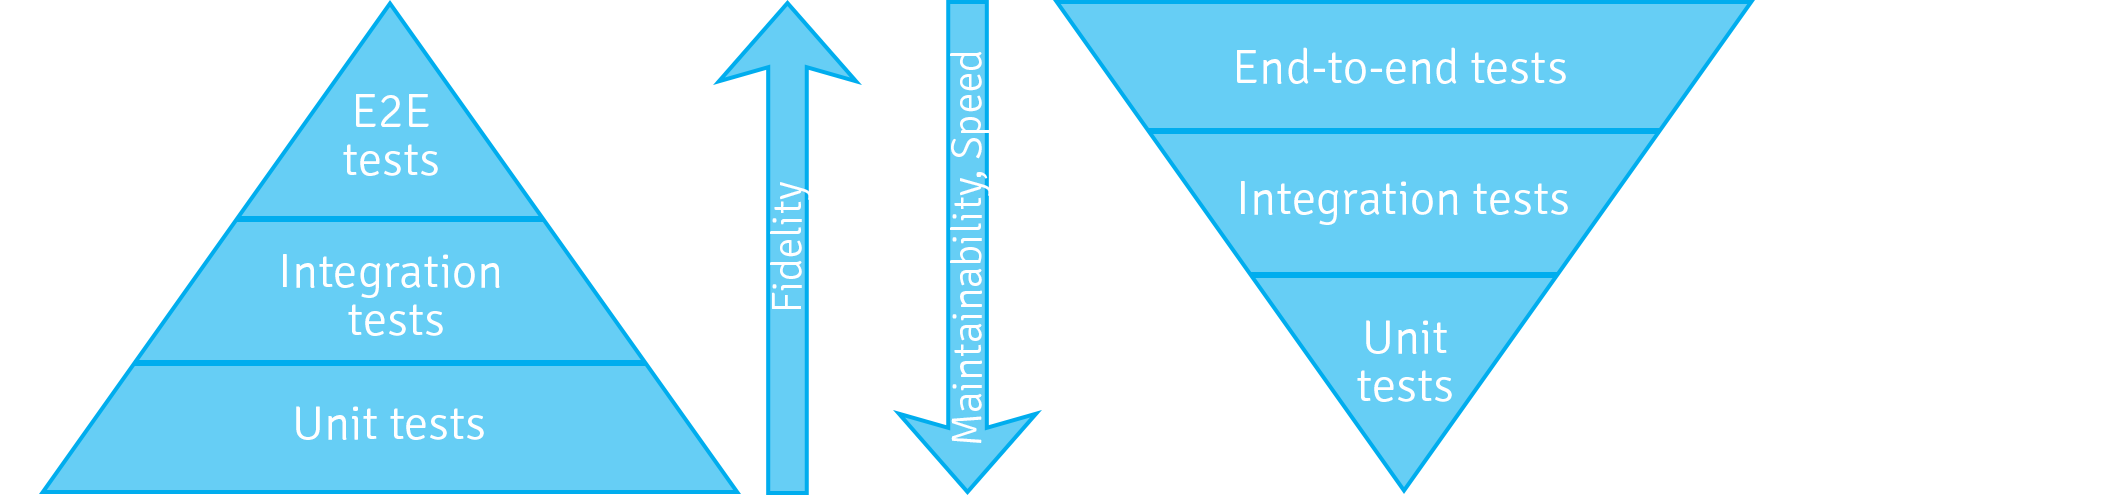 E2E
tests
Integration
tests
Unit tests
Fidelity
Maintainability, Speed
End-to-end tests
Integration tests
Unit
tests